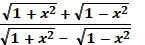 √1 + x² + √1 − x²
√1 + x² − √1 − x²